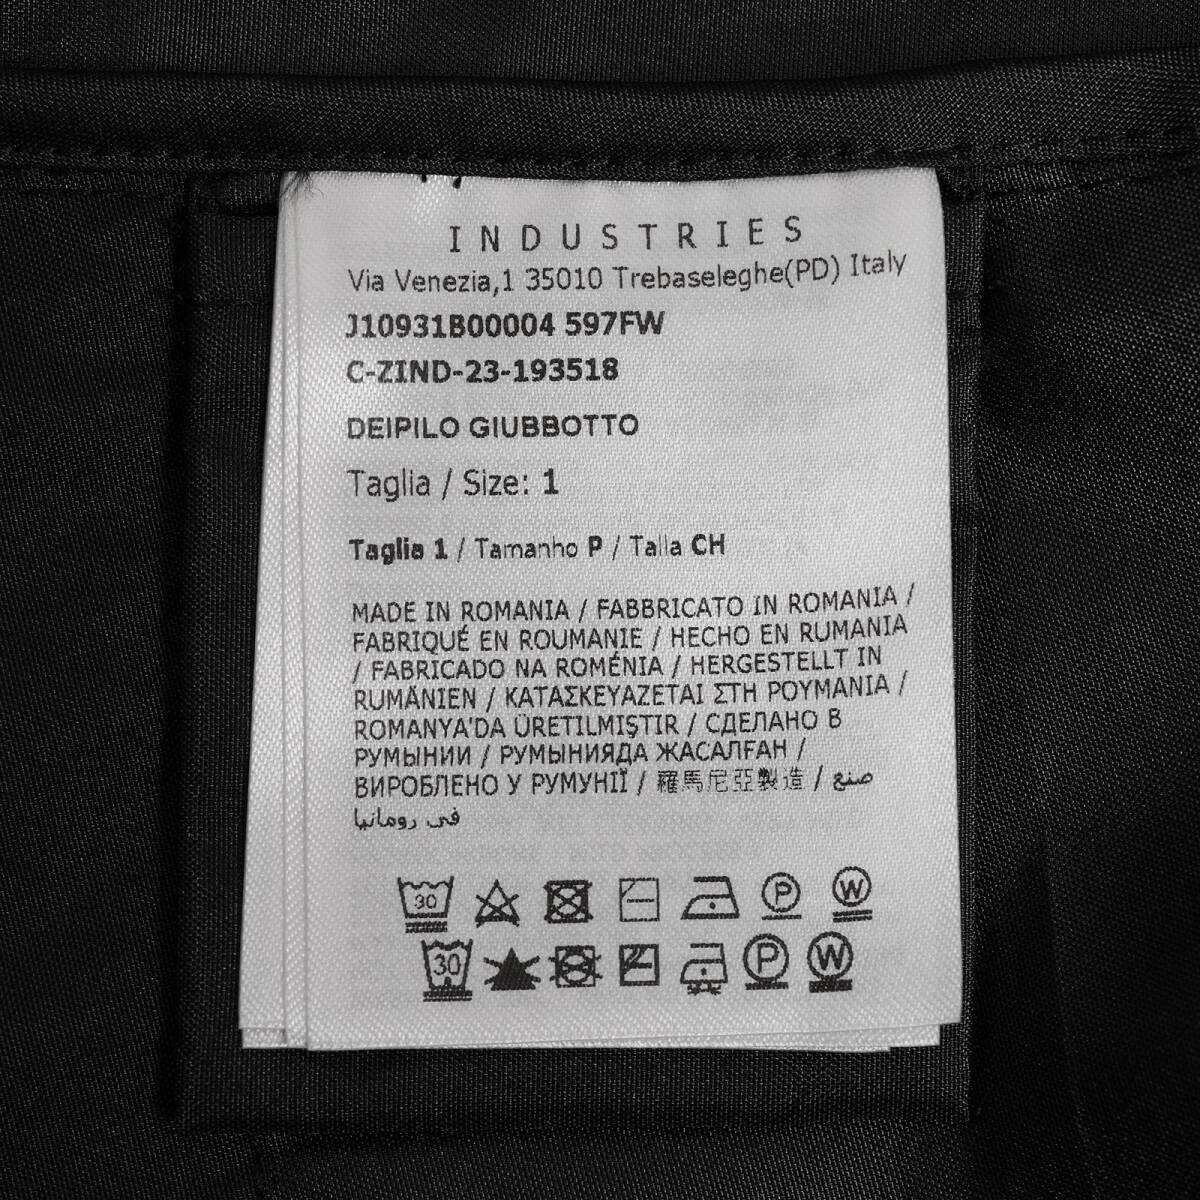 INDUSTRIES
Via Venezia,1 35010 Trebaseleghe(PD) Italy
J10931B00004 597FW
C-ZIND-23-193518
DEIPILO GIUBBOTTO
Taglia / Size: 1
Taglia 1 / Tamanho P / Talla CH
MADE IN ROMANIA / FABBRICATO IN ROMANIA /
FABRIQUÉ EN ROUMANIE / HECHO EN RUMANIA
/ FABRICADO NA ROMÉNIA / HERGESTELLT IN
RUMÄNIEN / ΚΑΤΑΣΚΕΥΑΖΕΤΑΙ ΣΤΗ ΡΟΥΜΑΝΙΑ /
ROMANYA'DA ÜRETILMIŞTIR / СДЕЛАНО В
РУМЫНИИ / РУМЫНИЯДА ЖАСАЛҒАН /
ВИРОБЛЕНО У РУМУНІЇ / 羅馬尼亞製造 / صنع
في رومانيا
30 P W
30 P W